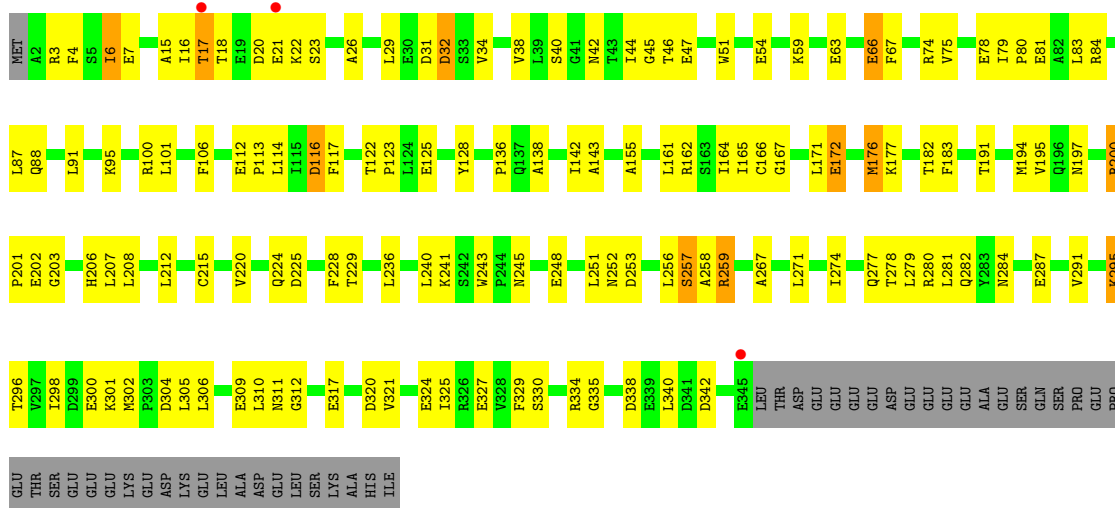 MET A2 R3 F4 S5 I6 E7 A15 I16 T17 T18 E19 D20 E21 K22 S23 A26 L29 E30 D31 D32 S33 V34 V38 L39 S40 G41 N42 T43 I44 G45 T46 E47 W51 E54 K59 E63 E66 F67 R74 V75 E78 I79 P80 E81 A82 L83 R84
L87 Q88 L91 K95 R100 L101 F106 E112 P113 L114 I115 D116 F117 T122 P123 L124 E125 Y128 P136 Q137 A138 I142 A143 A155 L161 R162 S163 I164 I165 C166 G167 L171 E172 M176 K177 T182 F183 T191 M194 V195 Q196 N197
P201 E202 G203 H206 L207 L208 L212 C215 V220 Q224 D225 F228 T229 L236 L240 K241 S242 W243 P244 N245 E248 L251 N252 D253 L256 S257 A258 R259 A267 L271 I274 Q277 T278 L279 R280 L281 Q282 Y283 N284 E287 V291
T296 V297 I298 D299 E300 K301 M302 P303 D304 L305 L306 E309 L310 N311 G312 E317 D320 V321 E324 I325 R326 E327 V328 F329 S330 R334 G335 D338 E339 L340 D341 D342 E345 LEU THR ASP GLU GLU GLU GLU ASP GLU GLU GLU GLU ALA GLU SER GLN SER PRO GLU
GLU THR SER GLU GLU GLU LYS GLU ASP LYS GLU LEU ALA ASP GLU LEU SER LYS ALA HIS ILE